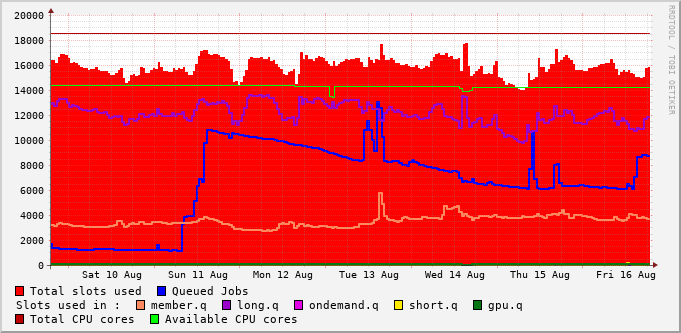 20000
18000
16000
14000
12000
10000
8000
6000
4000
2000
0
Sat 10 Aug Sun 11 Aug Mon 12 Aug Tue 13 Aug Wed 14 Aug Thu 15 Aug Fri 16 Aug
RRDTOOL / TOBI OETIKER
Total slots used Queued Jobs
Slots used in : member.q long.q ondemand.q short.q gpu.q
Total CPU cores Available CPU cores